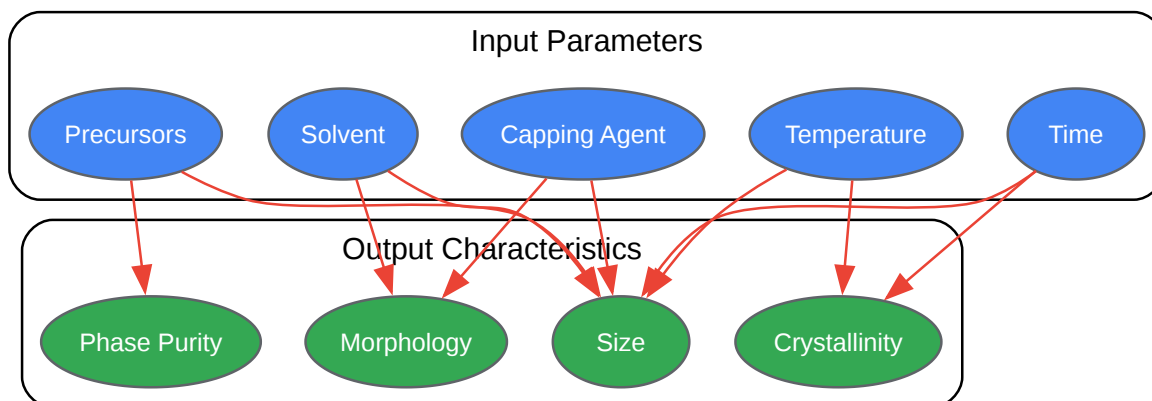 Input Parameters
Precursors
Solvent
Capping Agent
Temperature
Time
Output Characteristics
Phase Purity
Morphology
Size
Crystallinity